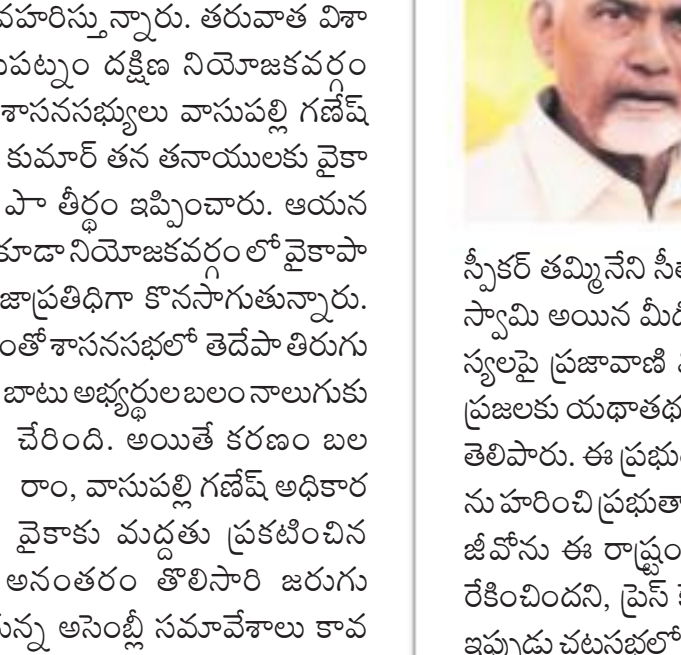 వహరిస్తున్నారు. తరువాత విశా
పట్నం దక్షిణ నియోజకవర్గం
శాసనసభ్యులు వాసుపల్లి గణేష్
కుమార్ తన తనాయులకు వైకా
పా తీర్థం ఇప్పించారు. ఆయన
కూడా నియోజకవర్గంలో వైకాపా
జాప్రతిధిగా కొనసాగుతున్నారు.
ంతో శాసనసభలో తెదేపా తిరుగు
బాటు అభ్యర్థుల బలం నాలుగుకు
చేరింది. అయితే కరణం బల
రాం, వాసుపల్లి గణేష్ అధికార
వైకాకు మద్దతు ప్రకటించిన
అనంతరం తొలిసారి జరుగు
న్న అసెంబ్లీ సమావేశాలు కావ
స్పీకర్ తమ్మినేని సీత
స్వామి అయిన మీడి
స్యలపై ప్రజావాణి
ప్రజలకు యథాతథ
తెలిపారు. ఈ ప్రభు
ను హరించి ప్రభుతా
జీవోను ఈ రాష్ట్రం
రేకించిందని, ప్రెస్
ఇప్పుడు చట్టసభలో